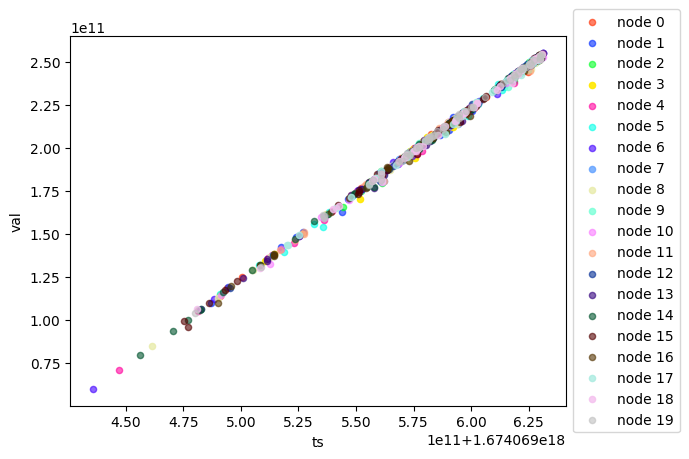 1e11
2.50
2.25
2.00
1.75
1.50
1.25
1.00
0.75
val
4.50
4.75
5.00
5.25
5.50
5.75
6.00
6.25
ts
1e11+1.674069e18
node 0
node 1
node 2
node 3
node 4
node 5
node 6
node 7
node 8
node 9
node 10
node 11
node 12
node 13
node 14
node 15
node 16
node 17
node 18
node 19